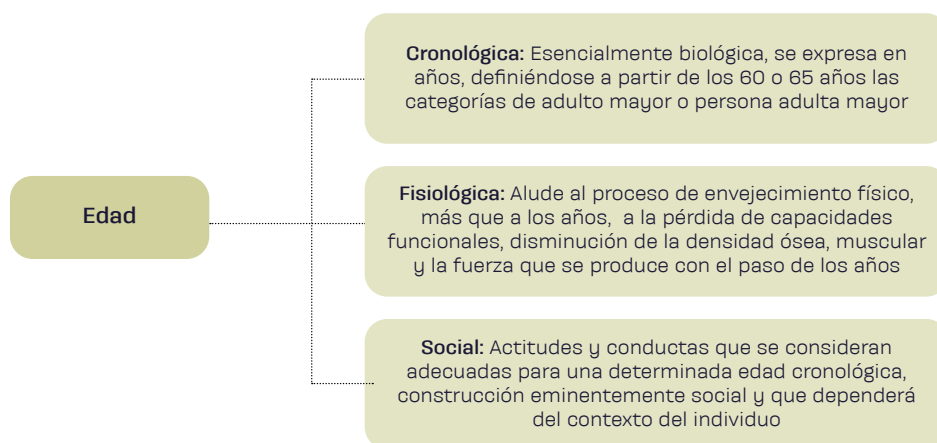 Edad
Cronológica: Esencialmente biológica, se expresa en
años, definiéndose a partir de los 60 o 65 años las
categorías de adulto mayor o persona adulta mayor
Fisiológica: Alude al proceso de envejecimiento físico,
más que a los años, a la pérdida de capacidades
funcionales, disminución de la densidad ósea, muscular
y la fuerza que se produce con el paso de los años
Social: Actitudes y conductas que se consideran
adecuadas para una determinada edad cronológica,
construcción eminentemente social y que dependerá
del contexto del individuo